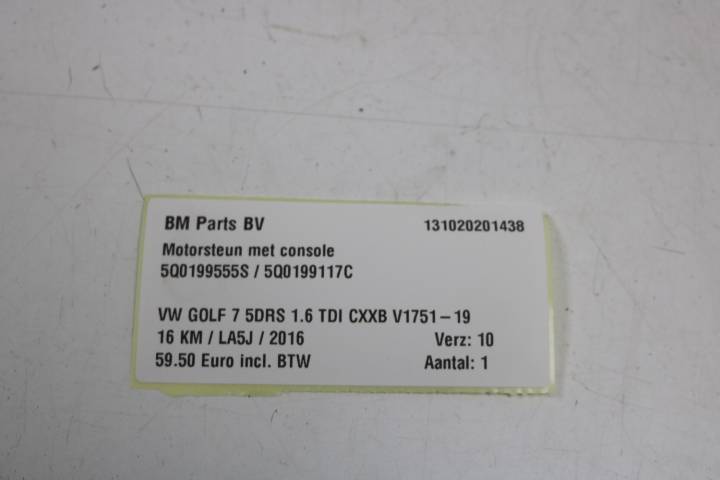 BM Parts BV 131020201438
Motorsteun met console
5Q0199555S / 5Q0199117C
VW GOLF 7 5DRS 1.6 TDI CXXB V1751-19
16 KM / LA5J / 2016 Verz: 10
59.50 Euro incl. BTW Aantal: 1